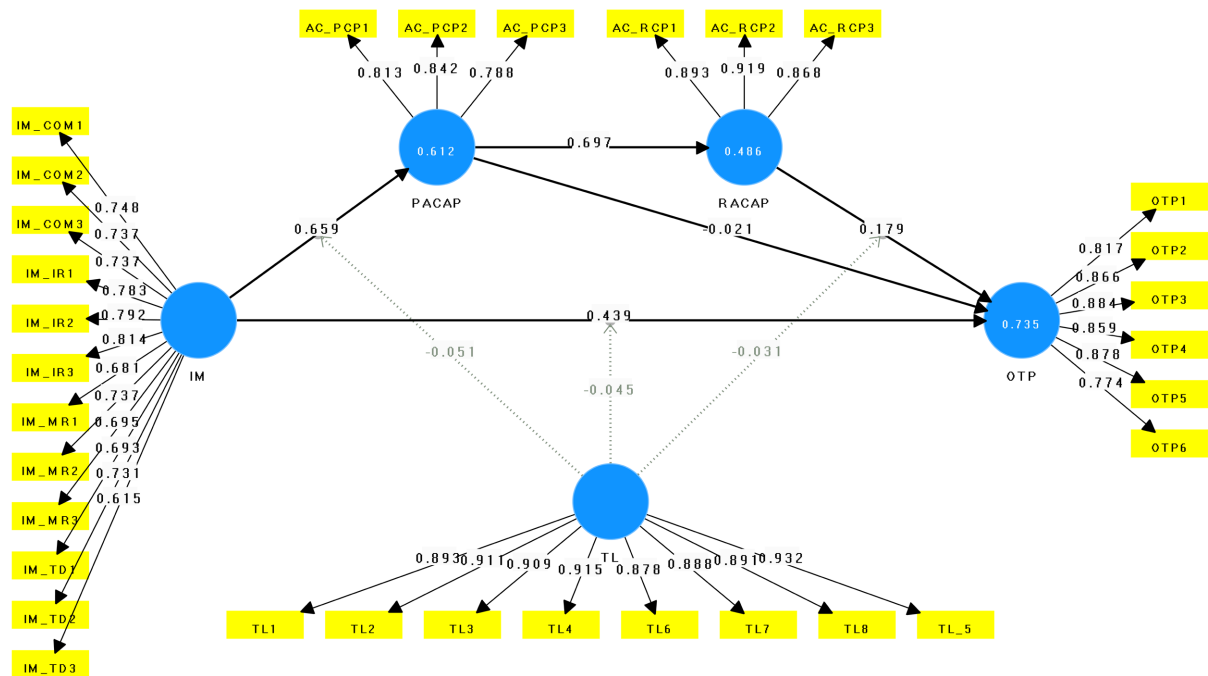 AC_PCP1 AC_PCP2 AC_PCP3 AC_RCP1 AC_RCP2 AC_RCP3
0.813 0.842 0.788 0.893 0.919 0.868
IM_COM1
IM_COM2
IM_COM3
IM_IR1
IM_IR2
IM_IR3
IM_MR1
IM_MR2
IM_MR3
IM_TD1
IM_TD2
IM_TD3
0.748
0.737
0.737
0.783
0.792
0.814
0.681
0.737
0.695
0.693
0.731
0.615
IM
0.612
PACAP
0.697
0.486
RACAP
0.659
-0.021
0.179
0.439
-0.051
-0.045
-0.031
0.735
OTP
0.817
0.866
0.884
0.859
0.878
0.774
OTP1
OTP2
OTP3
OTP4
OTP5
OTP6
TL
0.893 0.911 0.909 0.915 0.878 0.888 0.891 0.932
TL1 TL2 TL3 TL4 TL6 TL7 TL8 TL_5